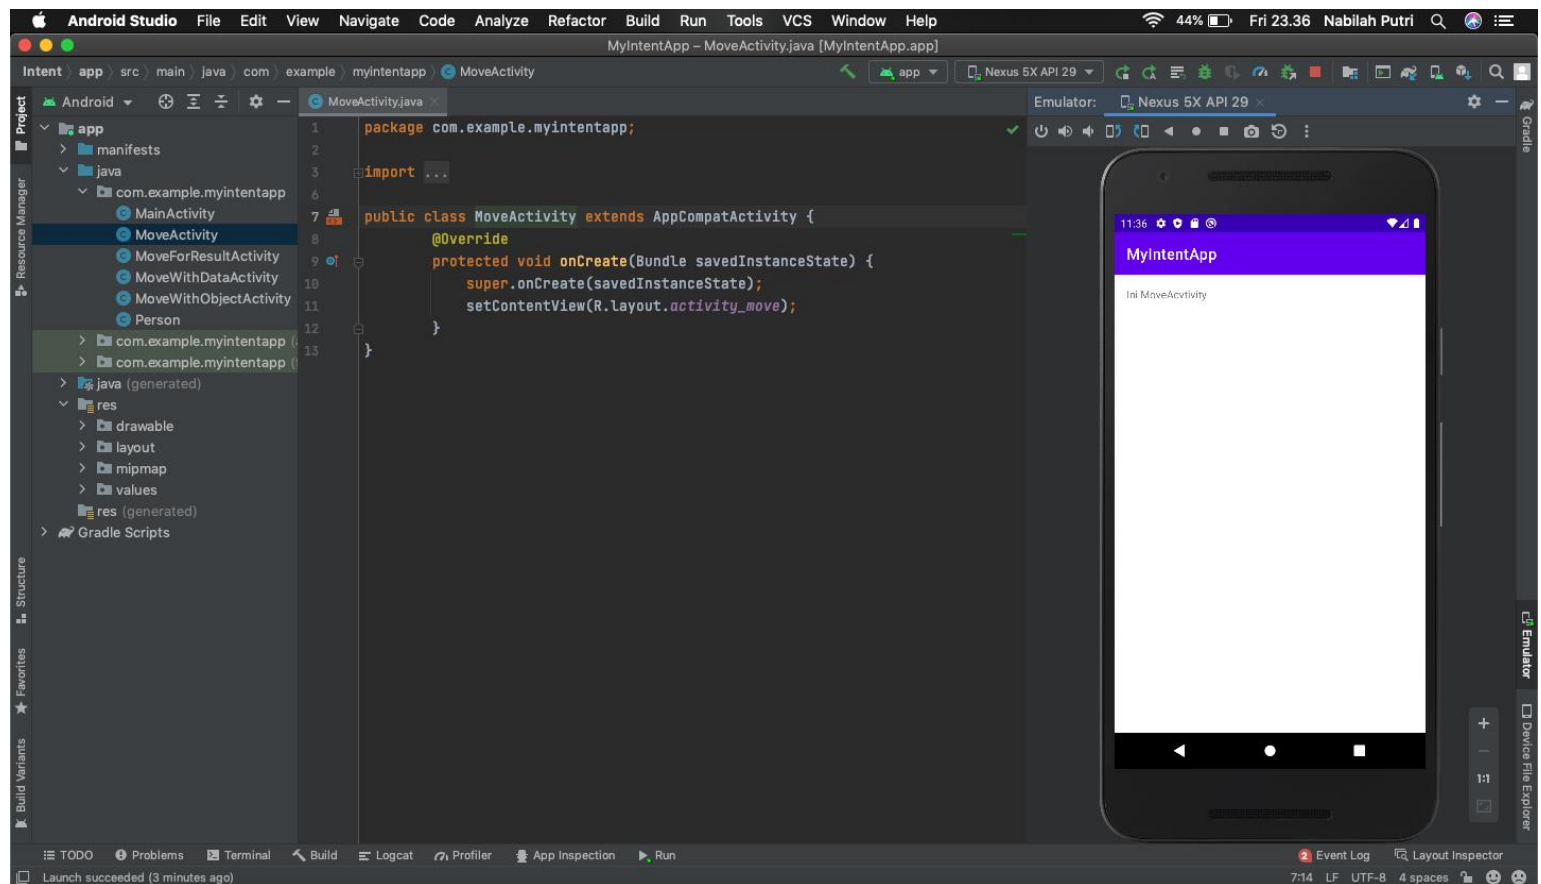 Android Studio File Edit View Navigate Code Analyze Refactor Build Run Tools VCS Window Help 44% Fri 23.36 Nabilah Putri
MyIntentApp – MoveActivity.java [MyIntentApp.app]
Intent app src main java com example myintentapp MoveActivity app Nexus 5X API 29
Project
Android
MoveActivity.java
Emulator: Nexus 5X API 29
Gradle
app
manifests
java
com.example.myintentapp
MainActivity
MoveActivity
MoveForResultActivity
MoveWithDataActivity
MoveWithObjectActivity
Person
com.example.myintentapp (
com.example.myintentapp (
java (generated)
res
drawable
layout
mipmap
values
res (generated)
Gradle Scripts
Resource Manager
Structure
Favorites
Build Variants
1 package com.example.myintentapp;
2
3 import ...
6
7 public class MoveActivity extends AppCompatActivity {
8 @Override
9 protected void onCreate(Bundle savedInstanceState) {
10 super.onCreate(savedInstanceState);
11 setContentView(R.layout.activity_move);
12 }
13 }
11:36
MyIntentApp
Ini MoveAcvtivity
1:1
Emulator
Device File Explorer
TODO Problems Terminal Build Logcat Profiler App Inspection Run 2 Event Log Layout Inspector
Launch succeeded (3 minutes ago) 7:14 LF UTF-8 4 spaces